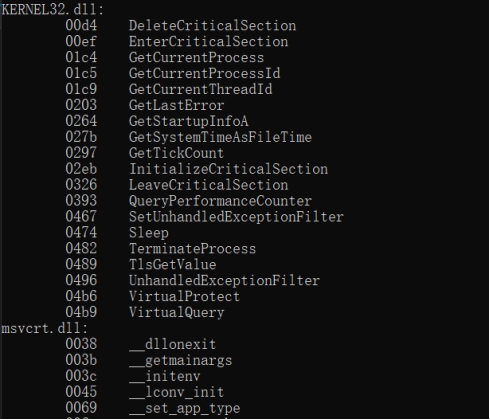 KERNEL32.dll:
00d4 DeleteCriticalSection
00ef EnterCriticalSection
01c4 GetCurrentProcess
01c5 GetCurrentProcessId
01c9 GetCurrentThreadId
0203 GetLastError
0264 GetStartupInfoA
027b GetSystemTimeAsFileTime
0297 GetTickCount
02eb InitializeCriticalSection
0326 LeaveCriticalSection
0393 QueryPerformanceCounter
0467 SetUnhandledExceptionFilter
0474 Sleep
0482 TerminateProcess
0489 TlsGetValue
0496 UnhandledExceptionFilter
04b6 VirtualProtect
04b9 VirtualQuery
msvcrt.dll:
0038 __dllonexit
003b __getmainargs
003c __initenv
0045 __lconv_init
0069 __set_app_type